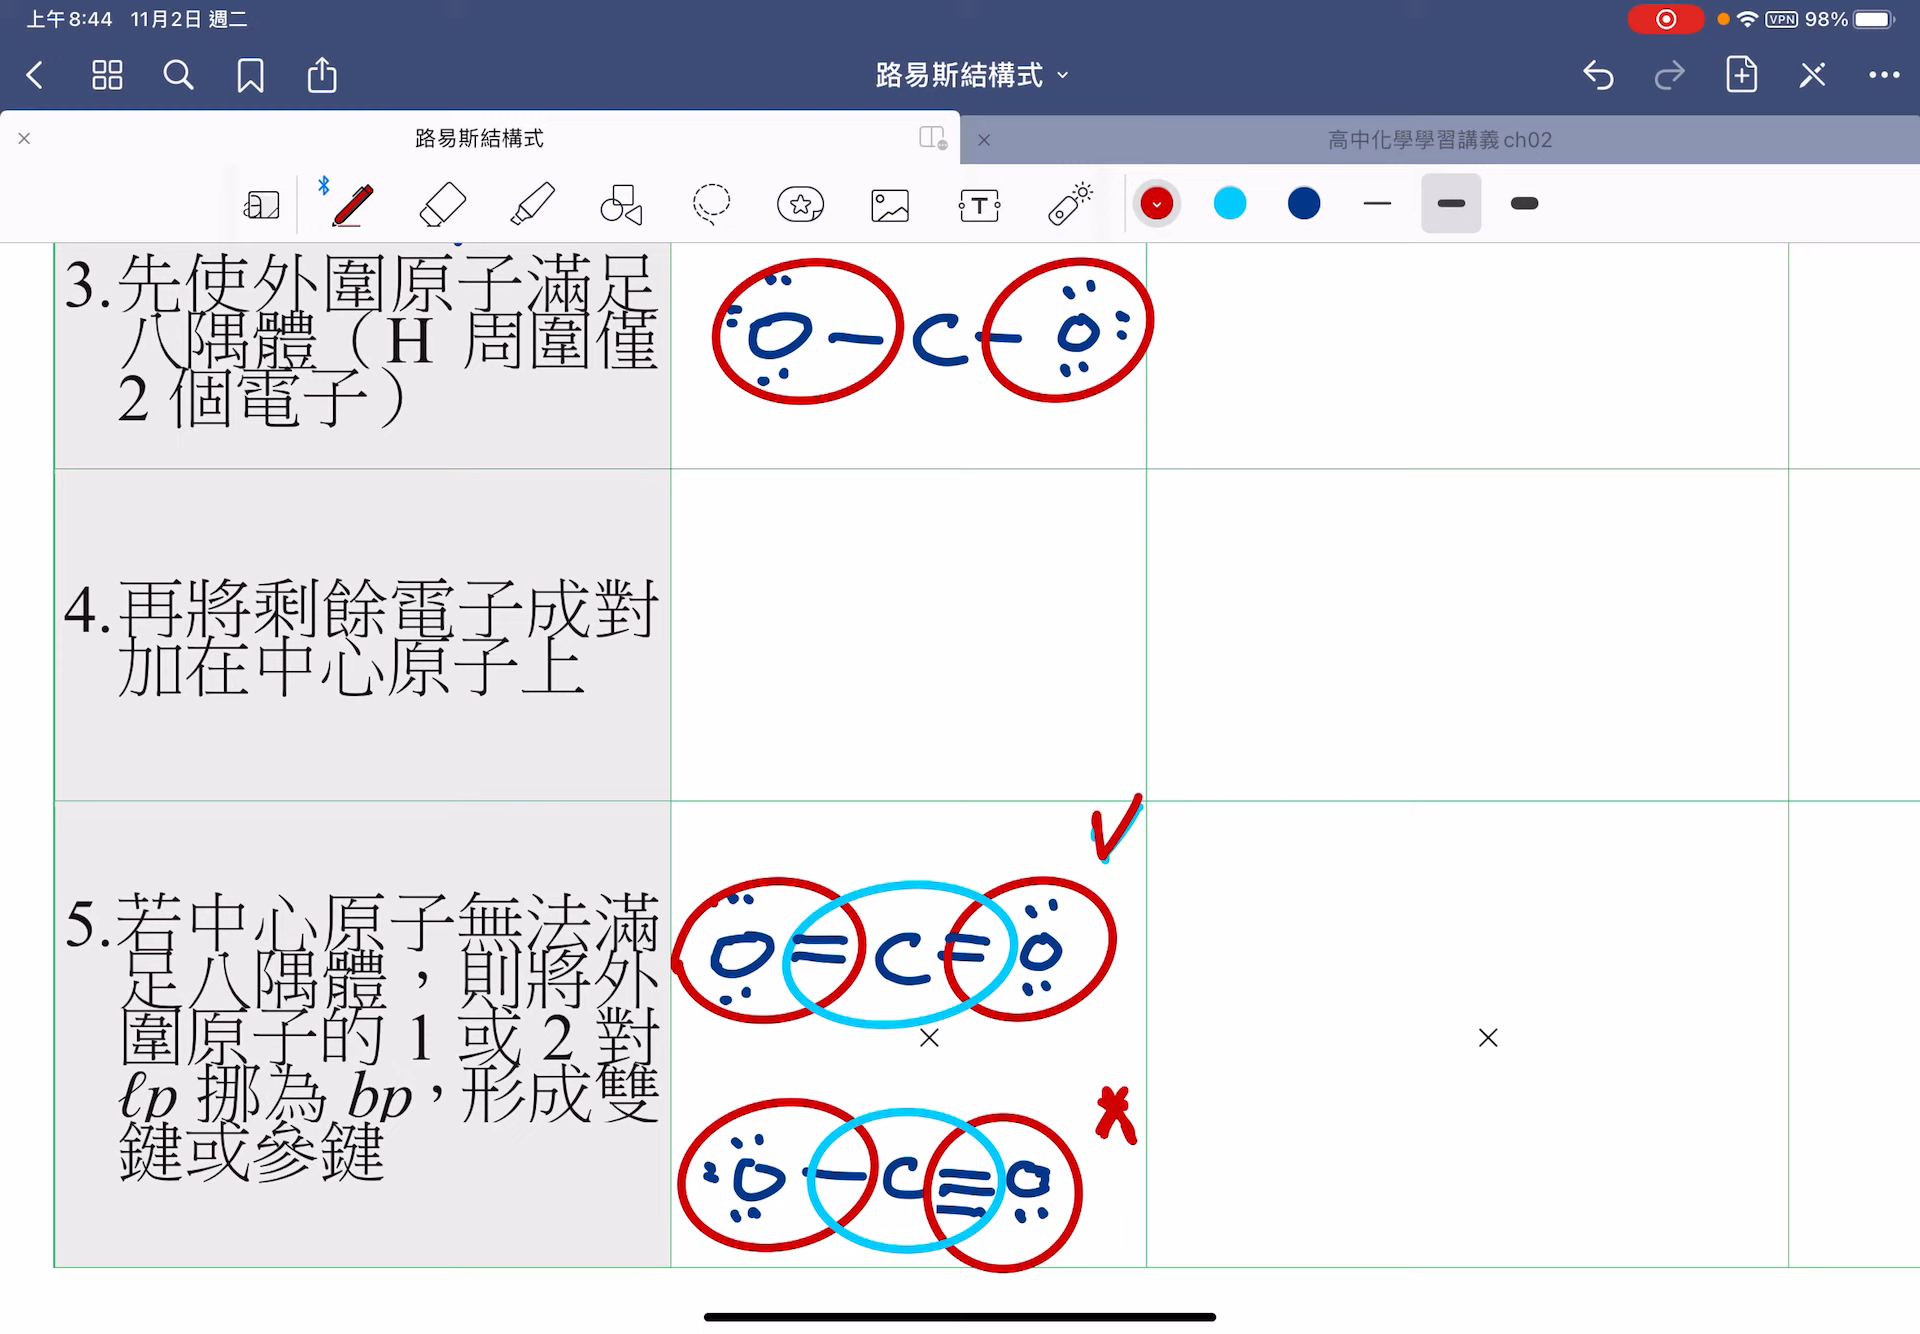 上午8:44 11月2日 週二
VPN 98%
路易斯結構式
路易斯結構式
高中化學學習講義ch02
a
T
3.先使外圍原子滿足
八隅體（H 周圍僅
2 個電子）
O－C－O
4.再將剩餘電子成對
加在中心原子上
5.若中心原子無法滿
足八隅體，則將外
圍原子的 1 或 2 對
ℓp 挪為 bp，形成雙
鍵或參鍵
O=C=O
×
×
O－C≡O